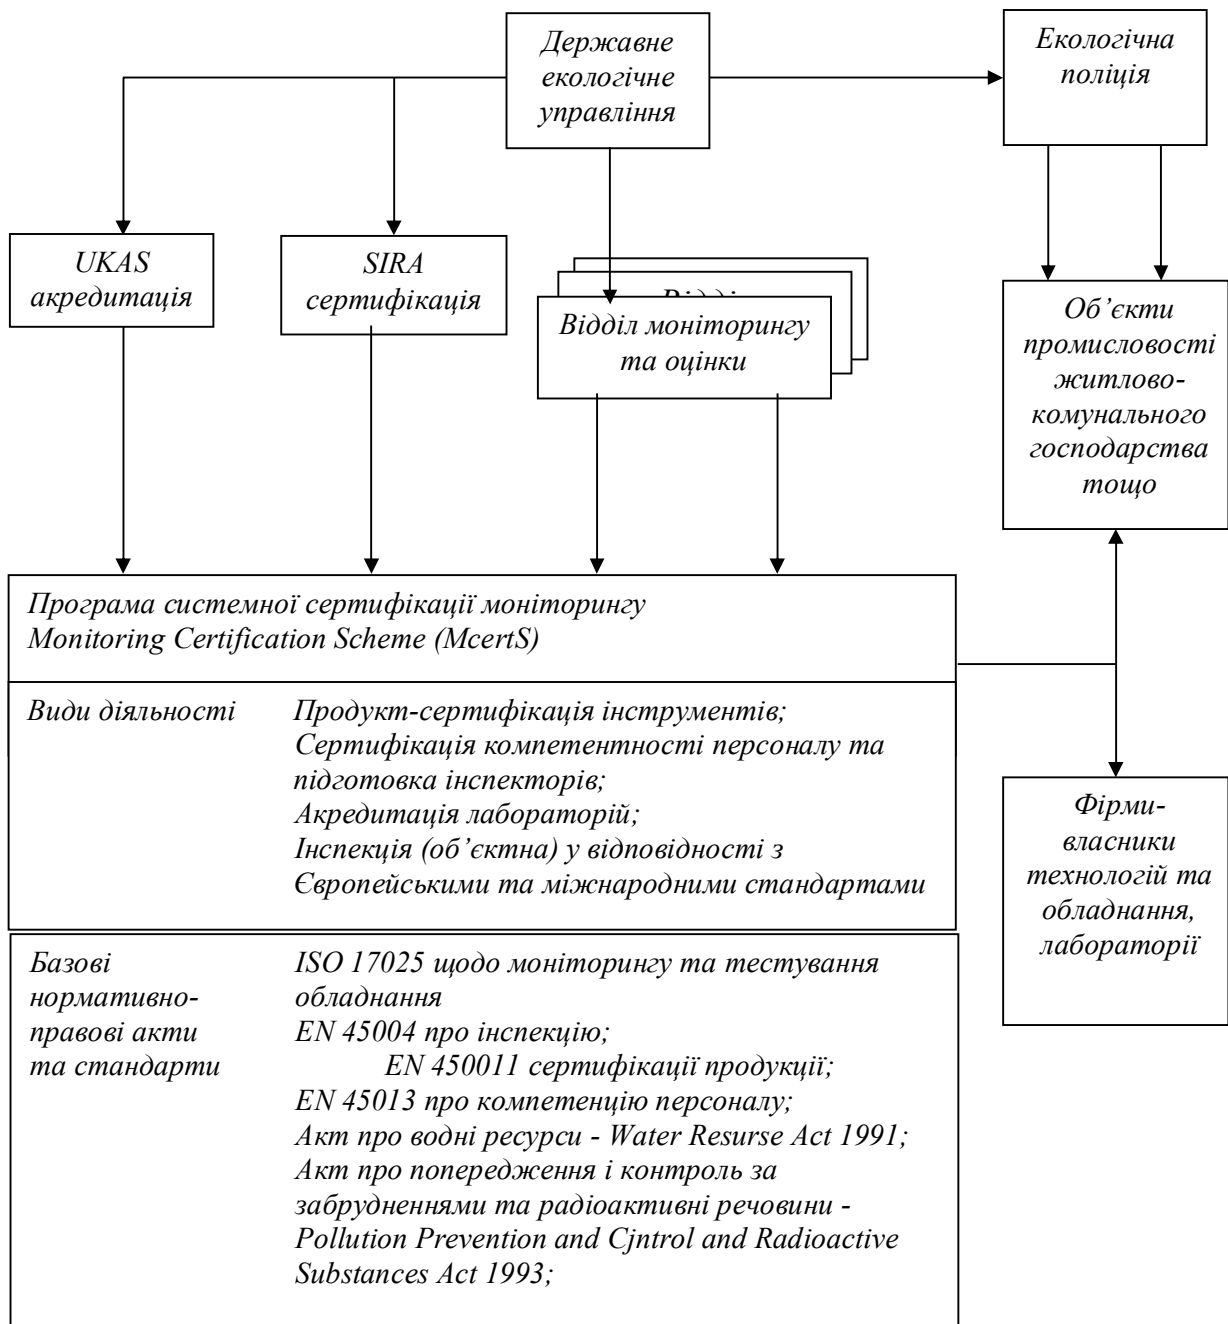 Державне
екологічне
управління
Екологічна
поліція
UKAS
акредитація
SIRA
сертифікація
Відділ моніторингу
та оцінки
Об’єкти
промисловості
житлово-
комунального
господарства
тощо
Програма системної сертифікації моніторингу
Monitoring Certification Scheme (McertS)
Види діяльності
Продукт-сертифікація інструментів;
Сертифікація компетентності персоналу та
підготовка інспекторів;
Акредитація лабораторій;
Інспекція (об’єктна) у відповідності з
Європейськими та міжнародними стандартами
Фірми-
власники
технологій та
обладнання,
лабораторії
Базові
нормативно-
правові акти
та стандарти
ISO 17025 щодо моніторингу та тестування
обладнання
EN 45004 про інспекцію;
EN 450011 сертифікації продукції;
EN 45013 про компетенцію персоналу;
Акт про водні ресурси - Water Resurse Act 1991;
Акт про попередження і контроль за
забрудненнями та радіоактивні речовини -
Pollution Prevention and Cjntrol and Radioactive
Substances Act 1993;